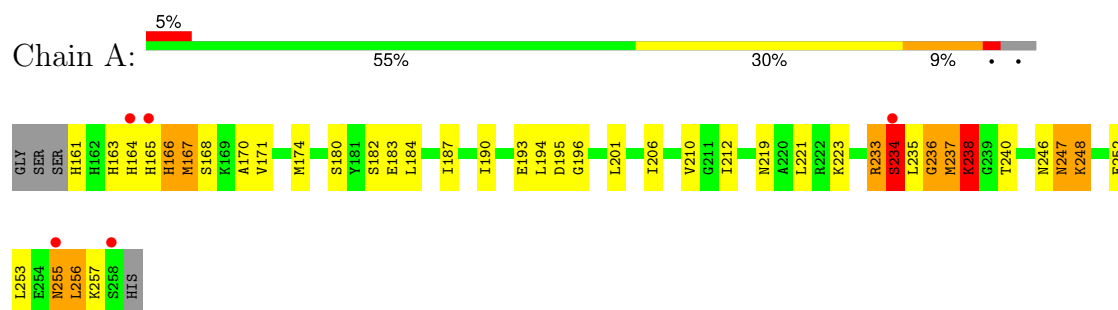 5%
Chain A:
55% 30% 9% • •
GLY SER SER H161 H162 H163 H164 H165 H166 M167 S168 K169 A170 V171 M174 S180 Y181 S182 E183 L184 I187 I190 E193 L194 D195 G196 L201 I206 V210 G211 I212 N219 A220 L221 R222 K223 R233 S234 L235 G236 M237 K238 G239 T240 N246 N247 K248
L253 E254 N255 L256 K257 S258 HIS